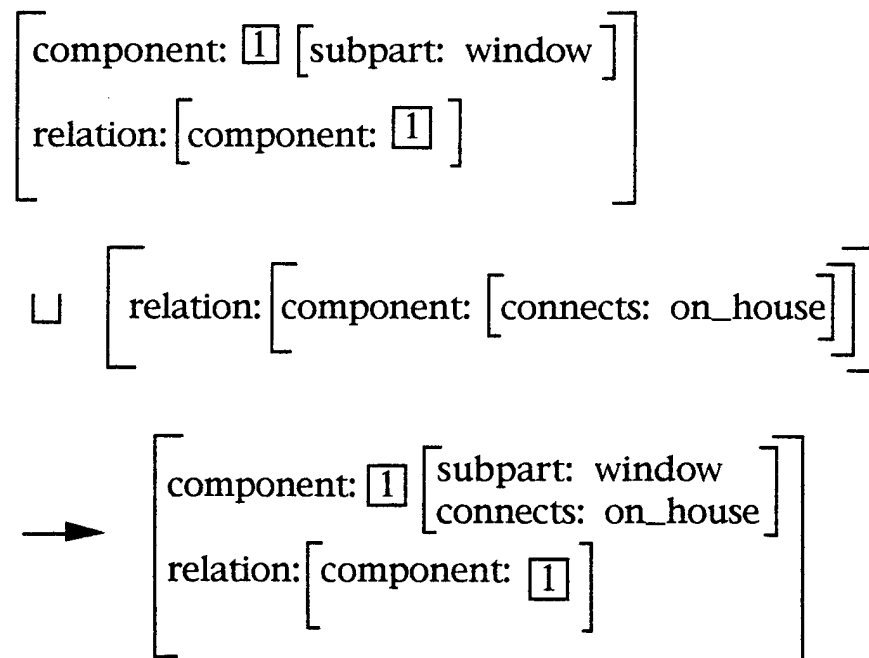 component: 1 [subpart: window]
relation: [component: 1]
⊔ [relation: [component: [connects: on_house]]]
component: 1 [subpart: window
connects: on_house]
relation: [component: 1]